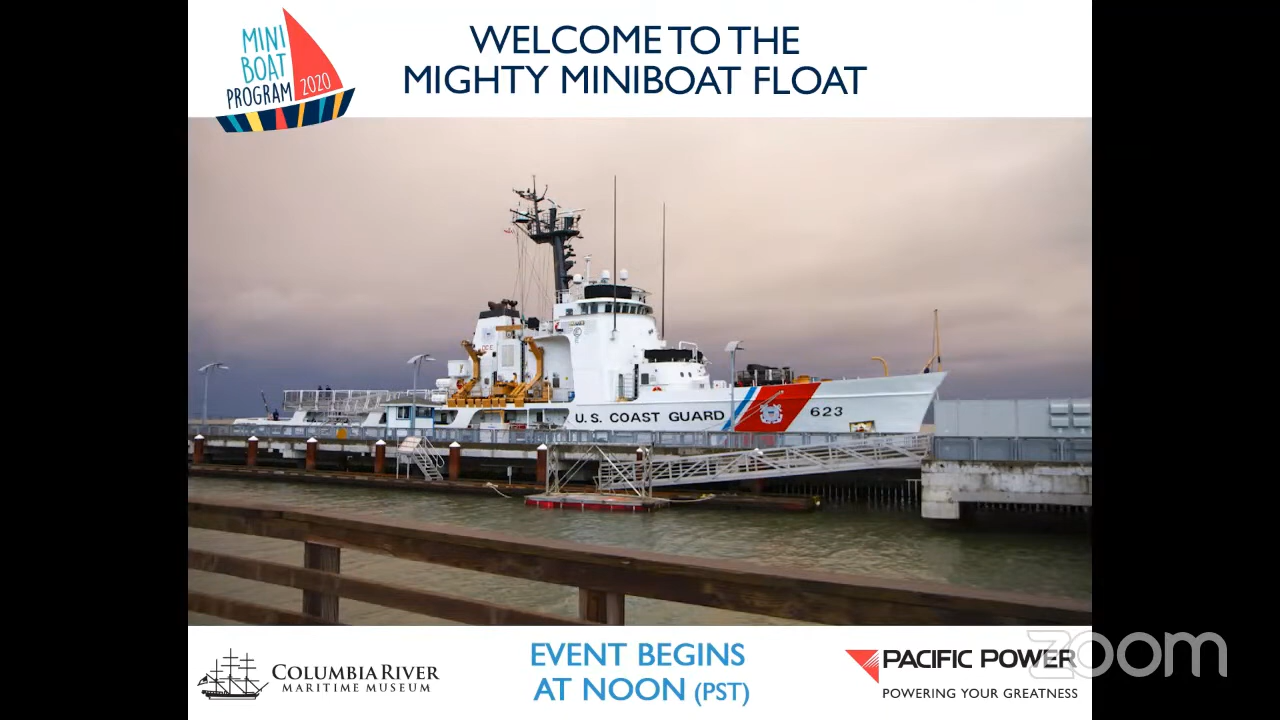 MINI
BOAT
PROGRAM 2020
WELCOME TO THE
MIGHTY MINIBOAT FLOAT
U.S. COAST GUARD
623
COLUMBIA RIVER
MARITIME MUSEUM
EVENT BEGINS
AT NOON (PST)
PACIFIC POWER
POWERING YOUR GREATNESS
zoom